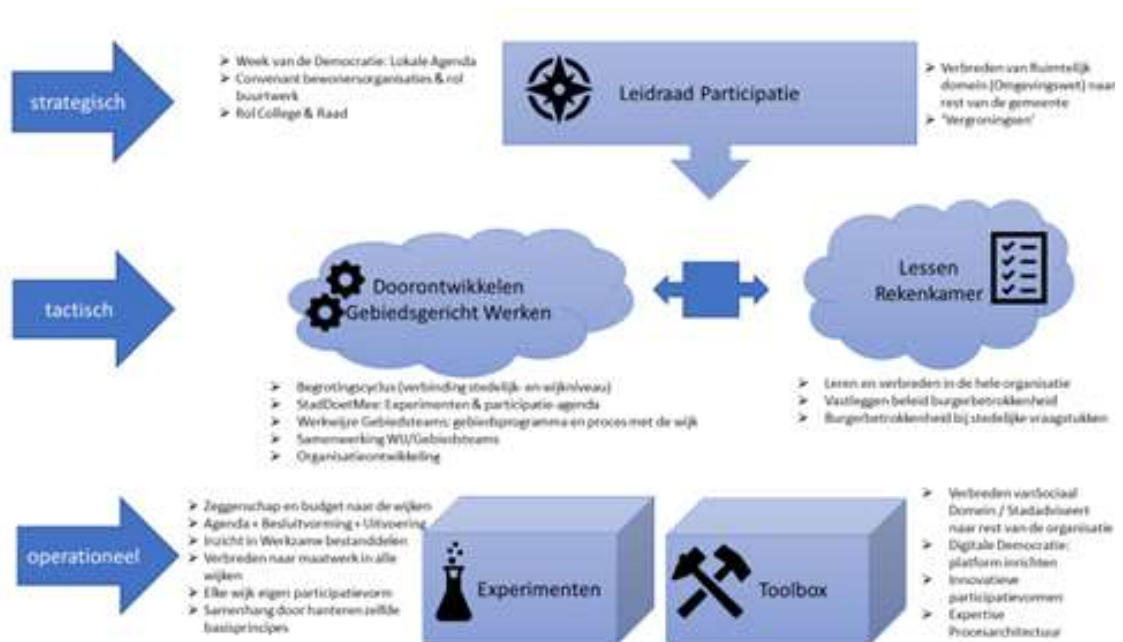 strategisch
➢ Week van de Democratie: Lokale Agenda
➢ Convenant bewonersorganisaties & rol
buurtwerk
➢ Rol College & Raad
Leidraad Participatie
➢ Verbreden van Ruimtelijk
domein (Omgevingswet) naar
rest van de gemeente
➢ 'Vergroningsen'
tactisch
Doorontwikkelen
Gebiedsgericht Werken
Lessen
Rekenkamer
➢ Begrotingscyclus (verbinding stedelijk- en wijkniveau)
➢ StadDoetMee: Experimenten & participatie-agenda
➢ Werkwijze Gebiedsteams: gebiedsprogramma en proces met de wijk
➢ Samenwerking WIJ/Gebiedsteams
➢ Organisatieontwikkeling
➢ Leren en verbreden in de hele organisatie
➢ Vastleggen beleid burgerbetrokkenheid
➢ Burgerbetrokkenheid bij stedelijke vraagstukken
operationeel
➢ Zeggenschap en budget naar de wijken
➢ Agenda + Besluitvorming + Uitvoering
➢ Inzicht in Werkzame bestanddelen
➢ Verbreden naar maatwerk in alle
wijken
➢ Elke wijk eigen participatievorm
➢ Samenhang door hanteren zelfde
basisprincipes
Experimenten
Toolbox
➢ Verbreden vanSociaal
Domein / Stadadviseert
naar rest van de organisatie
➢ Digitale Democratie:
platform inrichten
➢ Innovatieve
participatievormen
➢ Expertise
Procesarchitectuur